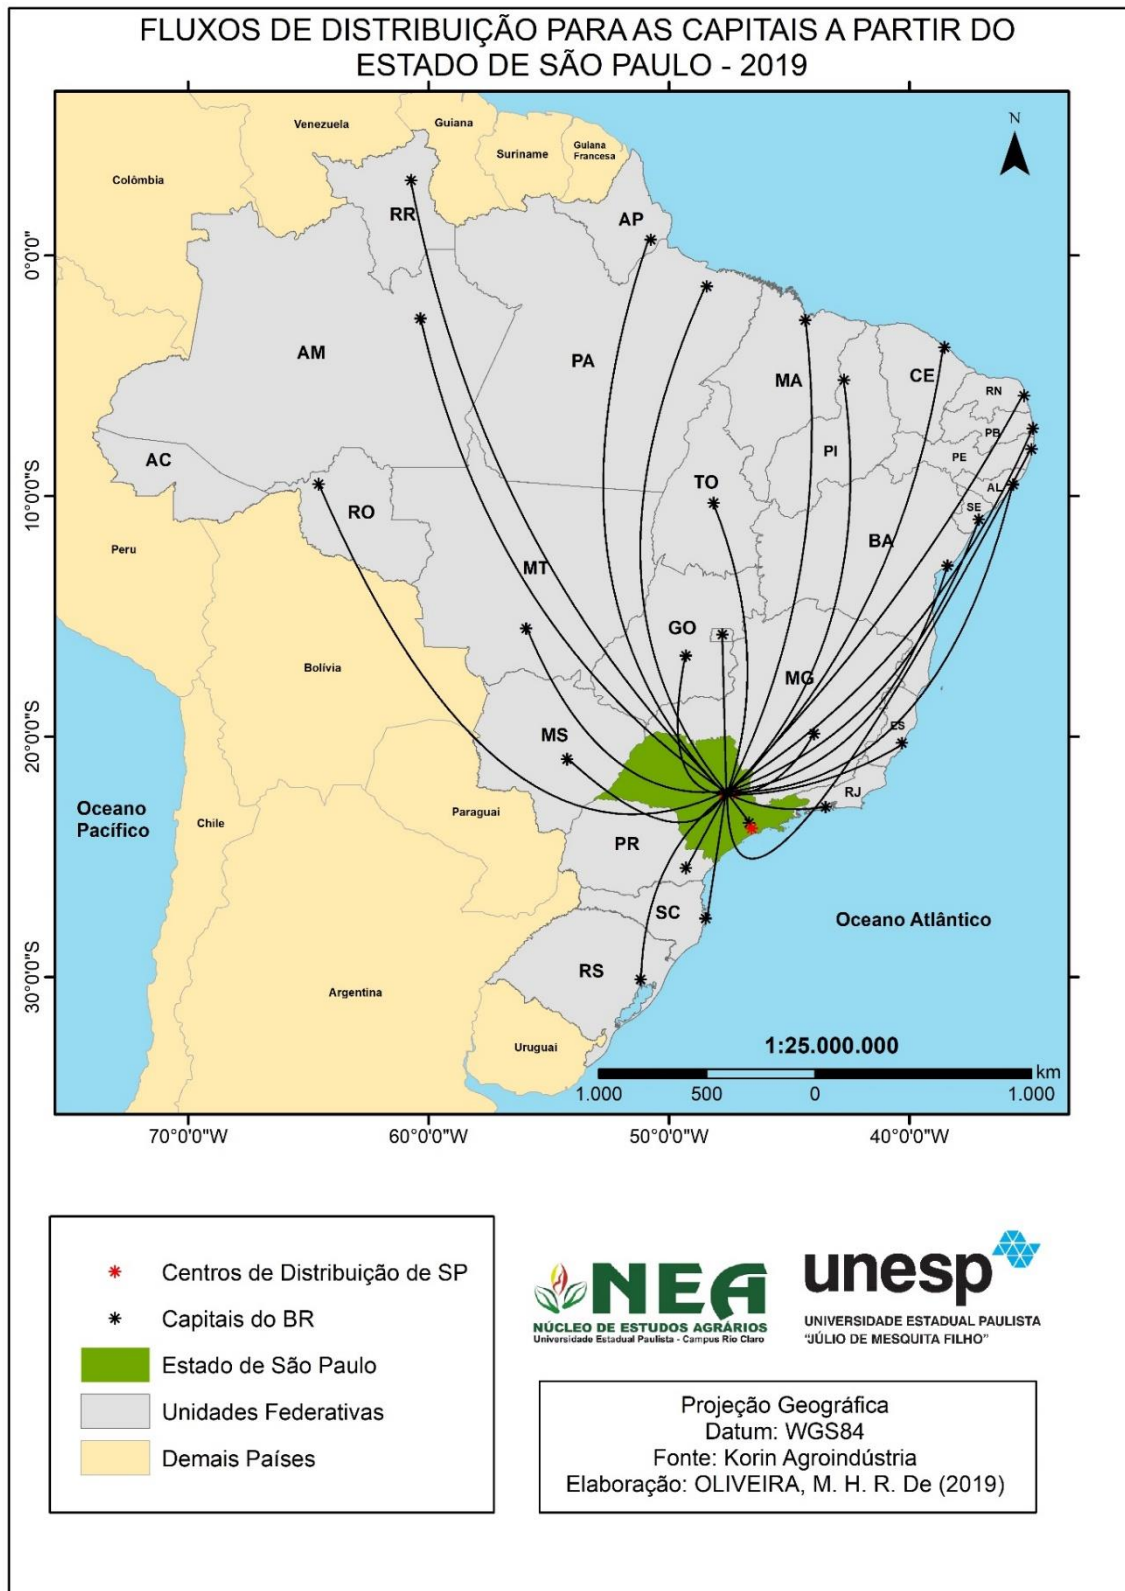 FLUXOS DE DISTRIBUIÇÃO PARA AS CAPITAIS A PARTIR DO
ESTADO DE SÃO PAULO - 2019
N
Venezuela
Guiana
Suriname
Guiana
Francesa
Colômbia
RR
AP
0°0'0"
AM
PA
MA
CE
RN
PB
PE
PI
AC
RO
TO
AL
SE
10°0'0"S
BA
Peru
MT
GO
Bolívia
MG
MS
ES
20°0'0"S
RJ
Oceano
Pacífico
Chile
Paraguai
PR
SC
Oceano Atlântico
RS
30°0'0"S
Argentina
Uruguai
1:25.000.000
km
1.000
500
0
1.000
70°0'0"W
60°0'0"W
50°0'0"W
40°0'0"W
Centros de Distribuição de SP
Capitais do BR
Estado de São Paulo
Unidades Federativas
Demais Países
NEA
NÚCLEO DE ESTUDOS AGRÁRIOS
Universidade Estadual Paulista - Campus Rio Claro
unesp
UNIVERSIDADE ESTADUAL PAULISTA
"JÚLIO DE MESQUITA FILHO"
Projeção Geográfica
Datum: WGS84
Fonte: Korin Agroindústria
Elaboração: OLIVEIRA, M. H. R. De (2019)